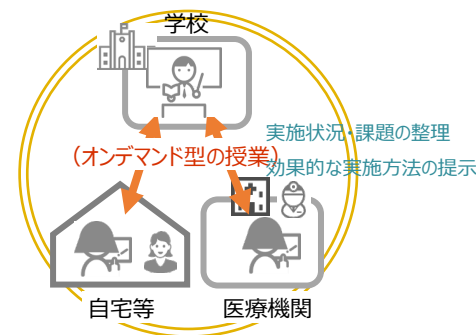 学校
実施状況・課題の整理
(オンデマンド型の授業)
効果的な実施方法の提示
自宅等
医療機関